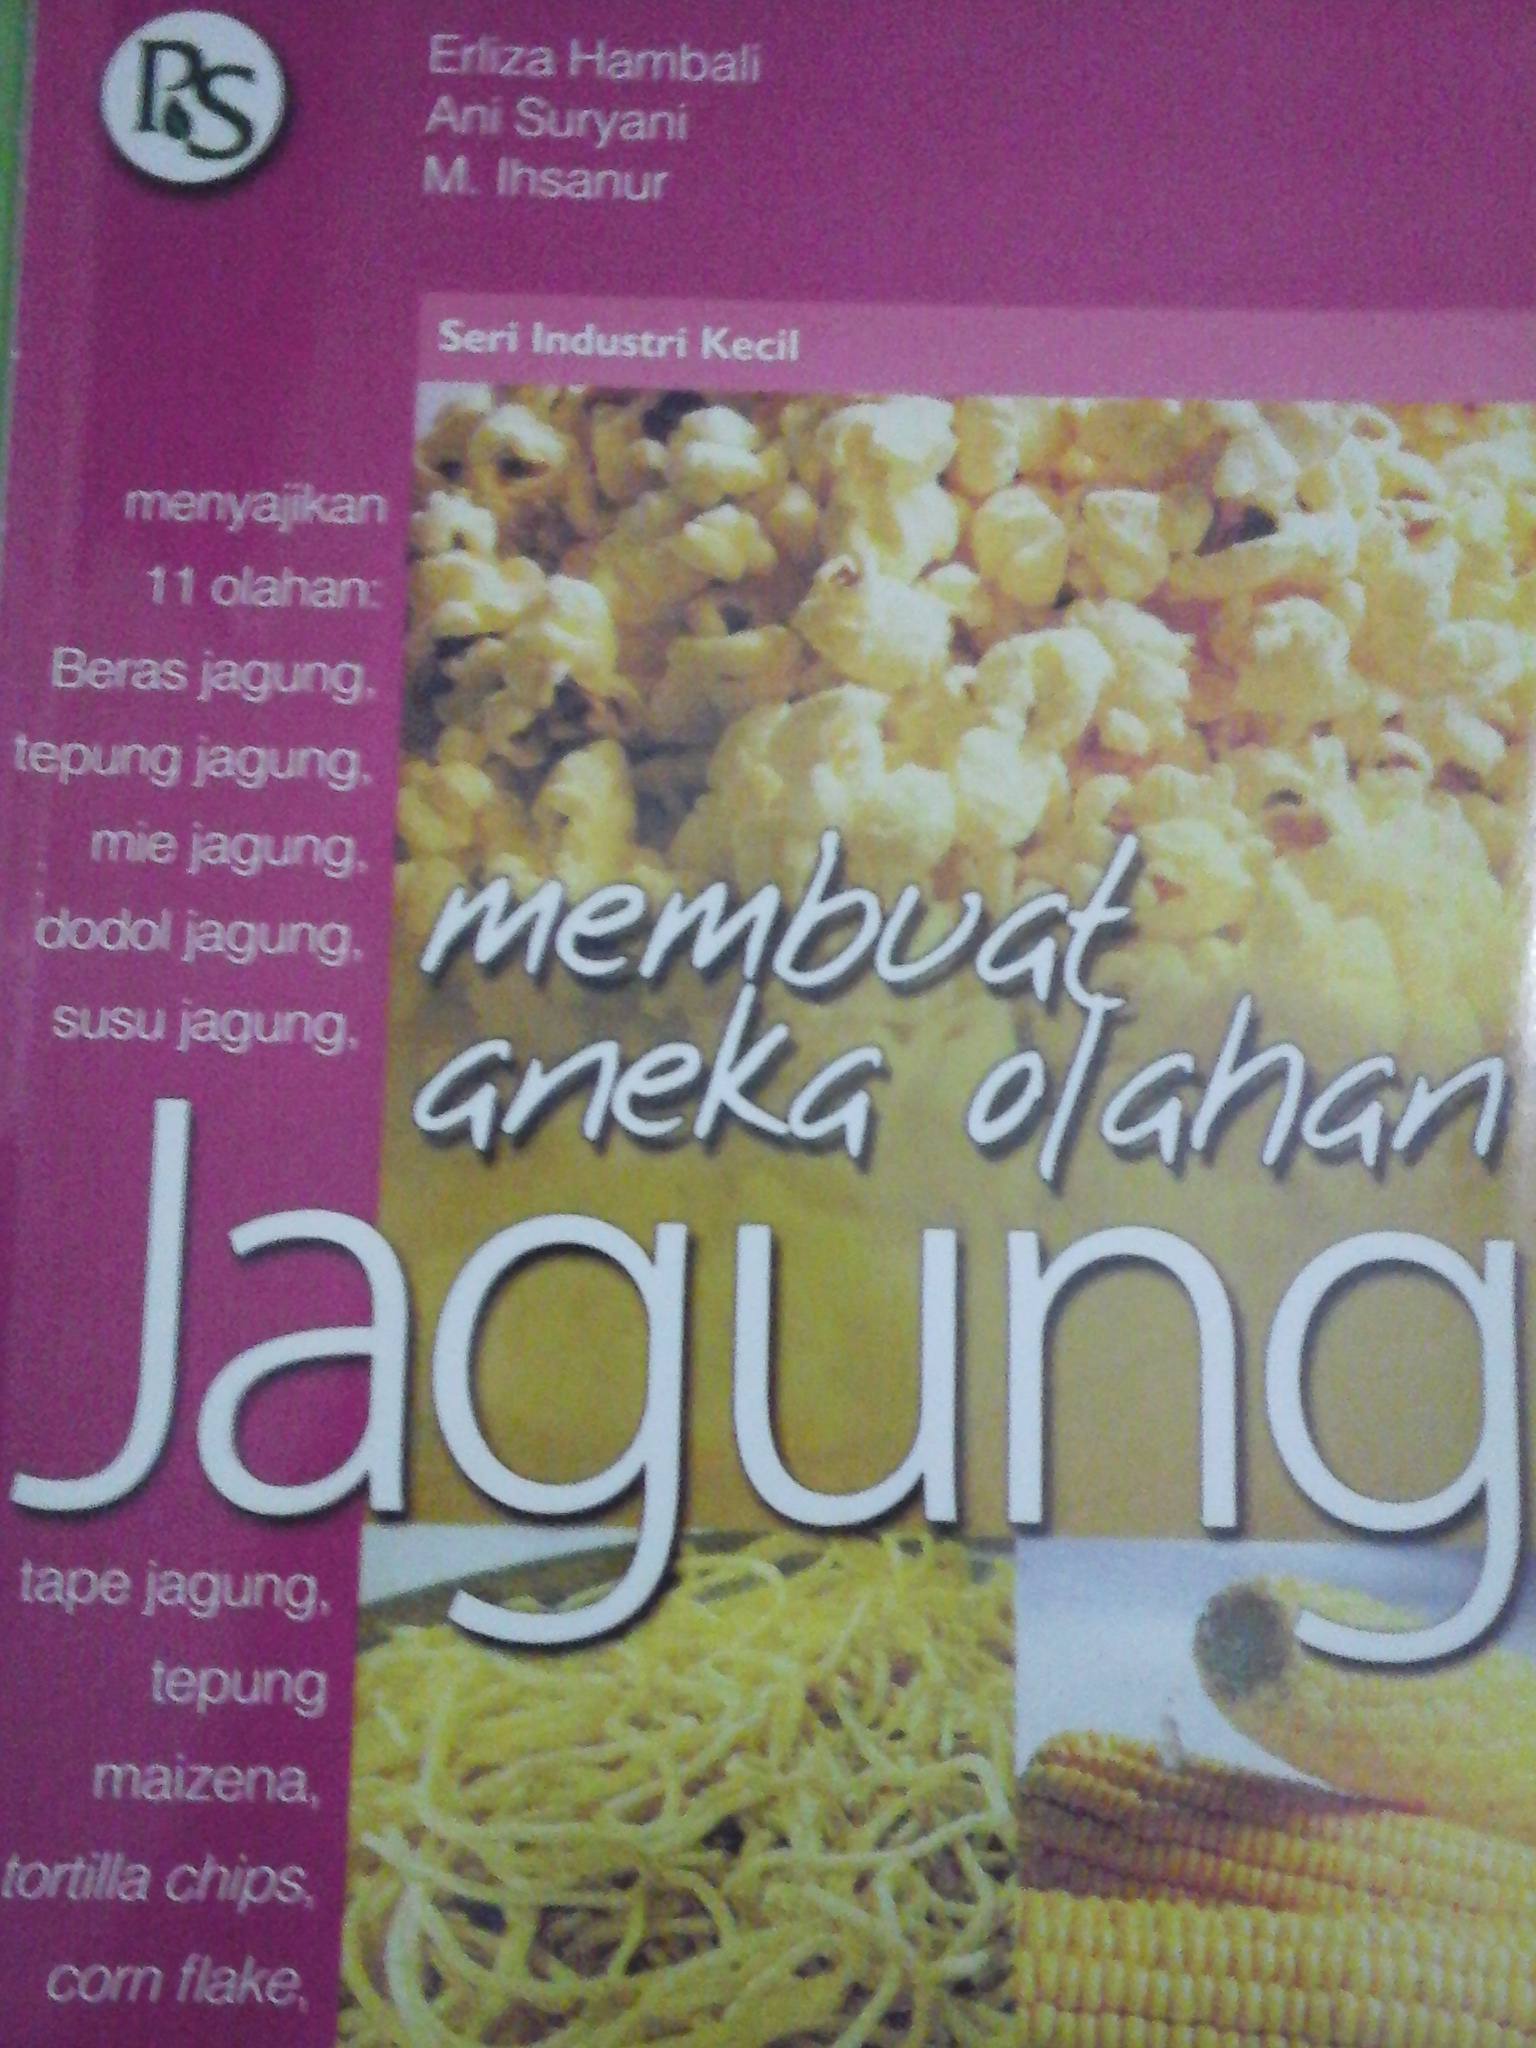 PS
Erliza Hambali
Ani Suryani
M. Ihsanur
Seri Industri Kecil
menyajikan
11 olahan:
Beras jagung,
tepung jagung,
mie jagung,
dodol jagung,
susu jagung,
membuat
aneka olahan
Jagung
tape jagung,
tepung
maizena,
tortilla chips,
corn flake,